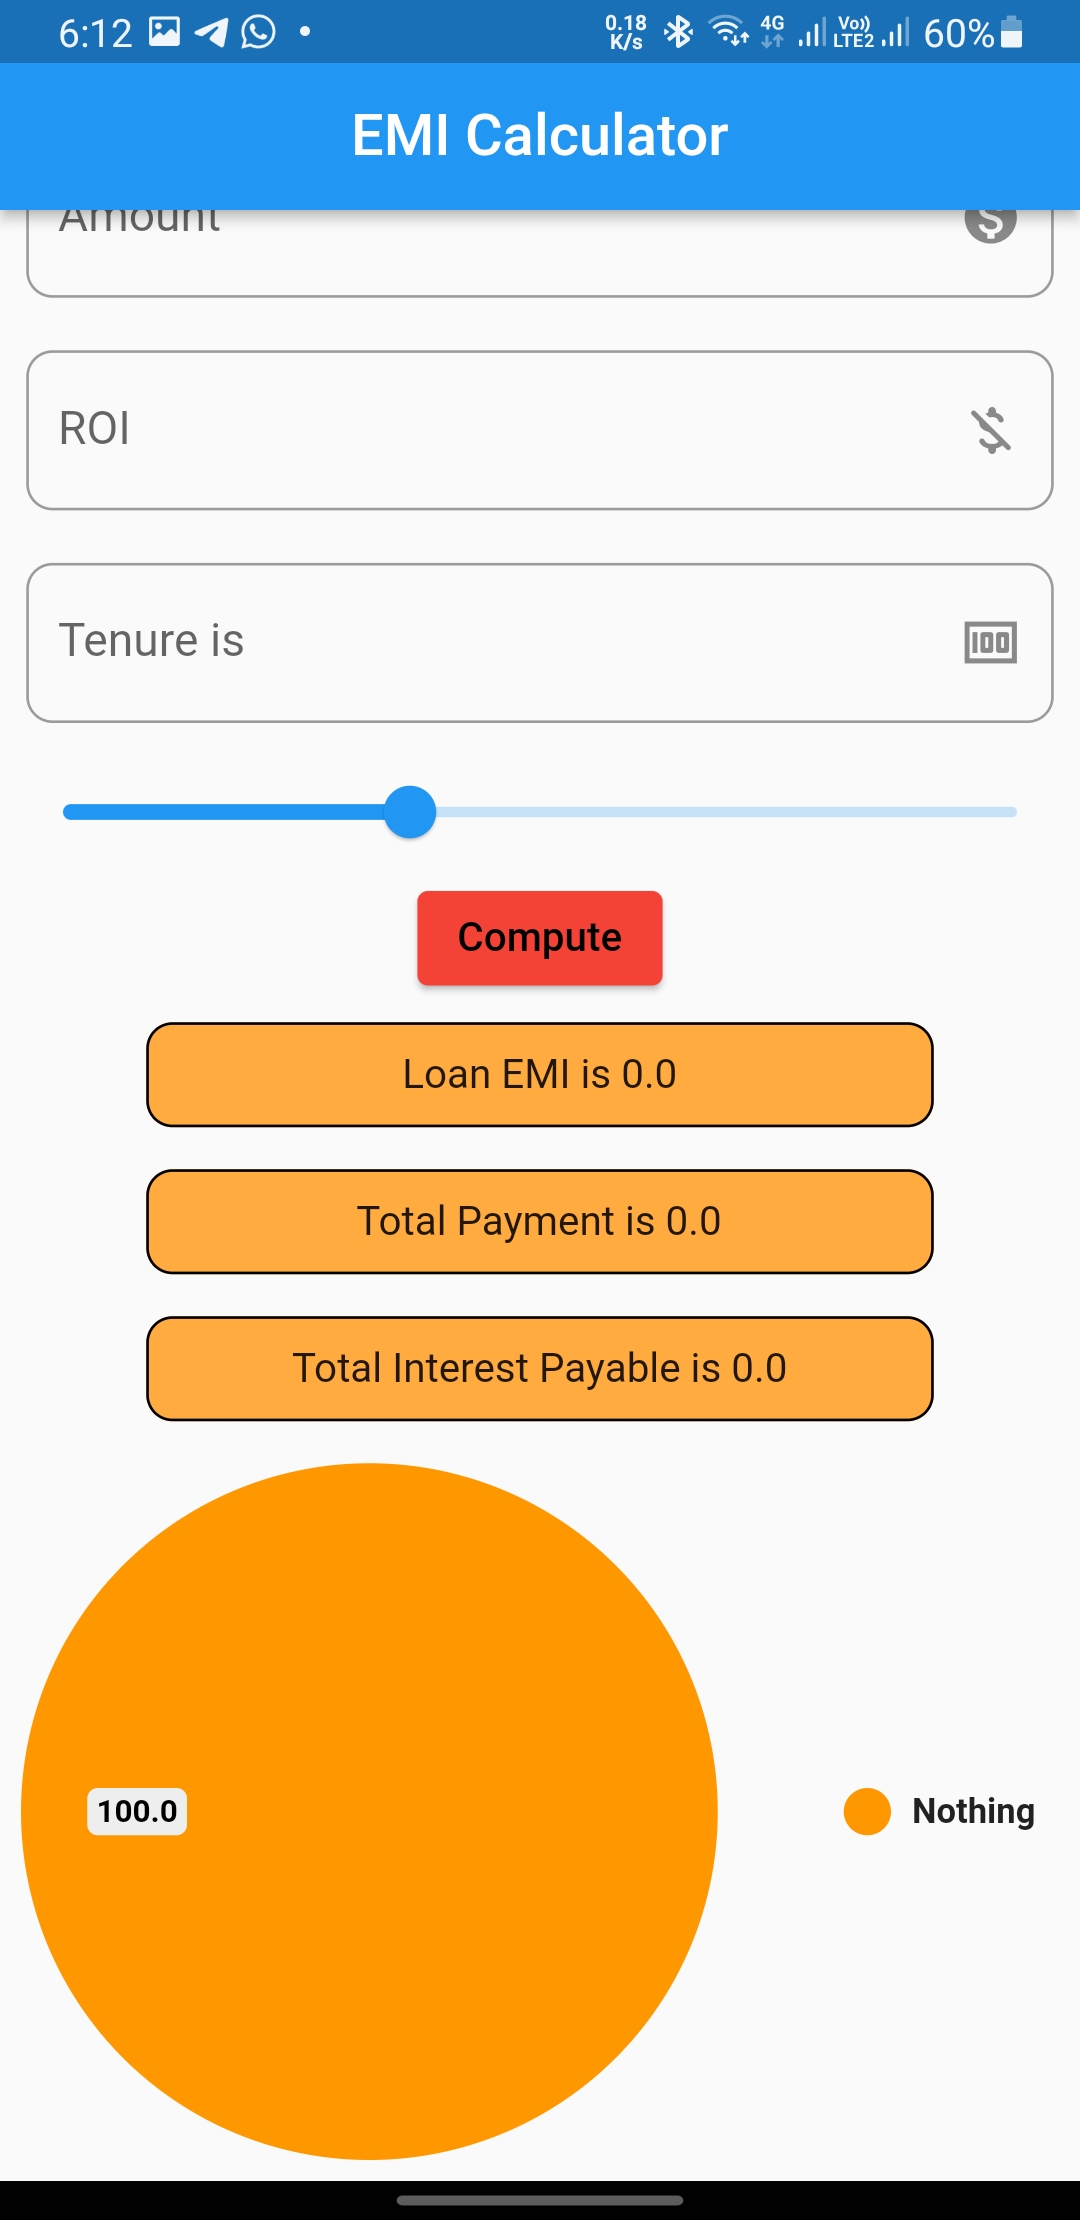 6:12
0.18 K/s
4G
Vo)) LTE2
60%
EMI Calculator
Amount
ROI
Tenure is
100
Compute
Loan EMI is 0.0
Total Payment is 0.0
Total Interest Payable is 0.0
100.0
Nothing